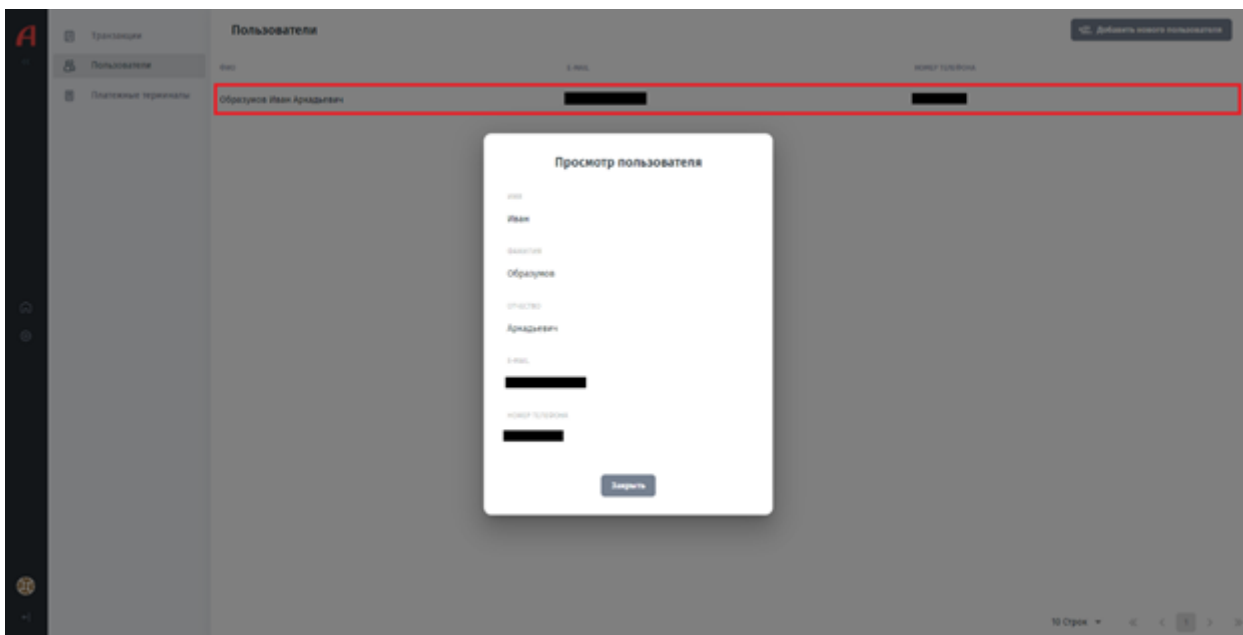 Пользователи
Добавить нового пользователя
Транзакции
Пользователи
Платежные терминалы
ФИО
E-MAIL
НОМЕР ТЕЛЕФОНА
Образумов Иван Аркадьевич
Просмотр пользователя
ИМЯ
Иван
ФАМИЛИЯ
Образумов
ОТЧЕСТВО
Аркадьевич
E-MAIL
НОМЕР ТЕЛЕФОНА
Закрыть
10 Строк
1